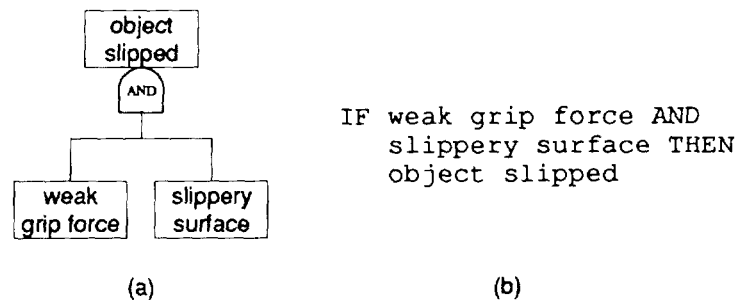 object
slipped
AND
weak
grip force
slippery
surface
(a)
IF weak grip force AND
slippery surface THEN
object slipped
(b)